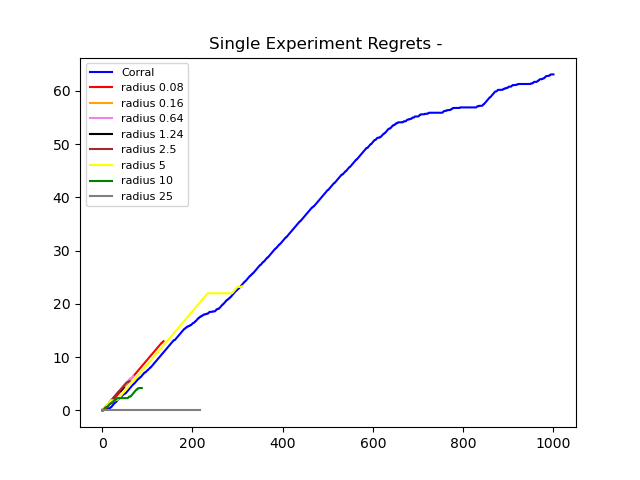 Single Experiment Regrets -
Corral
radius 0.08
radius 0.16
radius 0.64
radius 1.24
radius 2.5
radius 5
radius 10
radius 25
60
50
40
30
20
10
0
0 200 400 600 800 1000